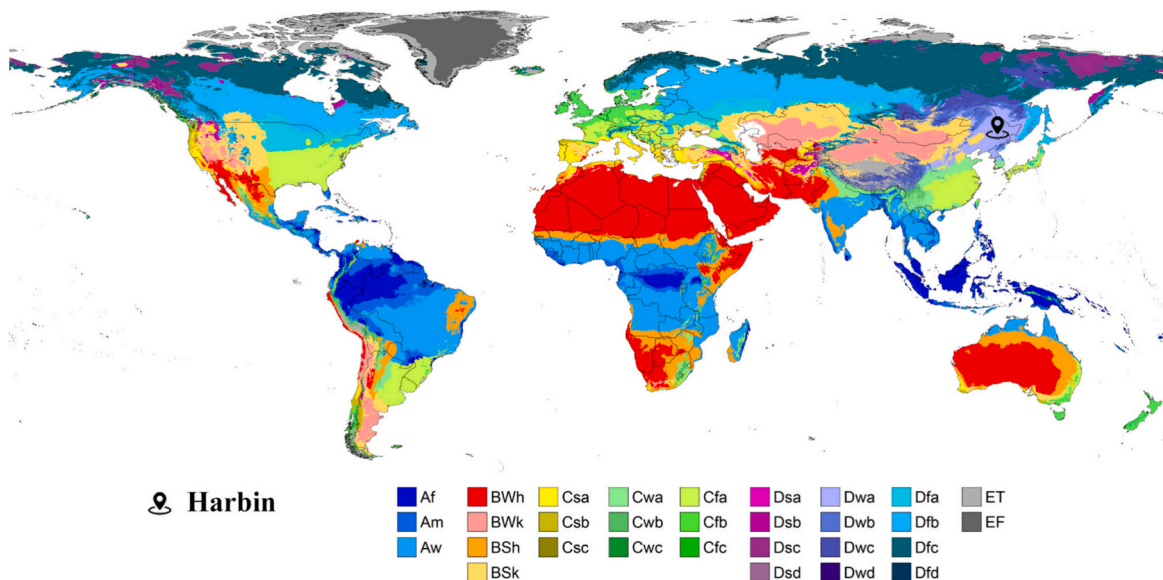 Harbin
Af BWh Csa Cwa Cfa Dsa Dwa Dfa ET
Am BWk Csb Cwb Cfb Dsb Dwb Dfb EF
Aw BSh Csc Cwc Cfc Dsc Dwc Dfc
BSk Dsd Dwd Dfd